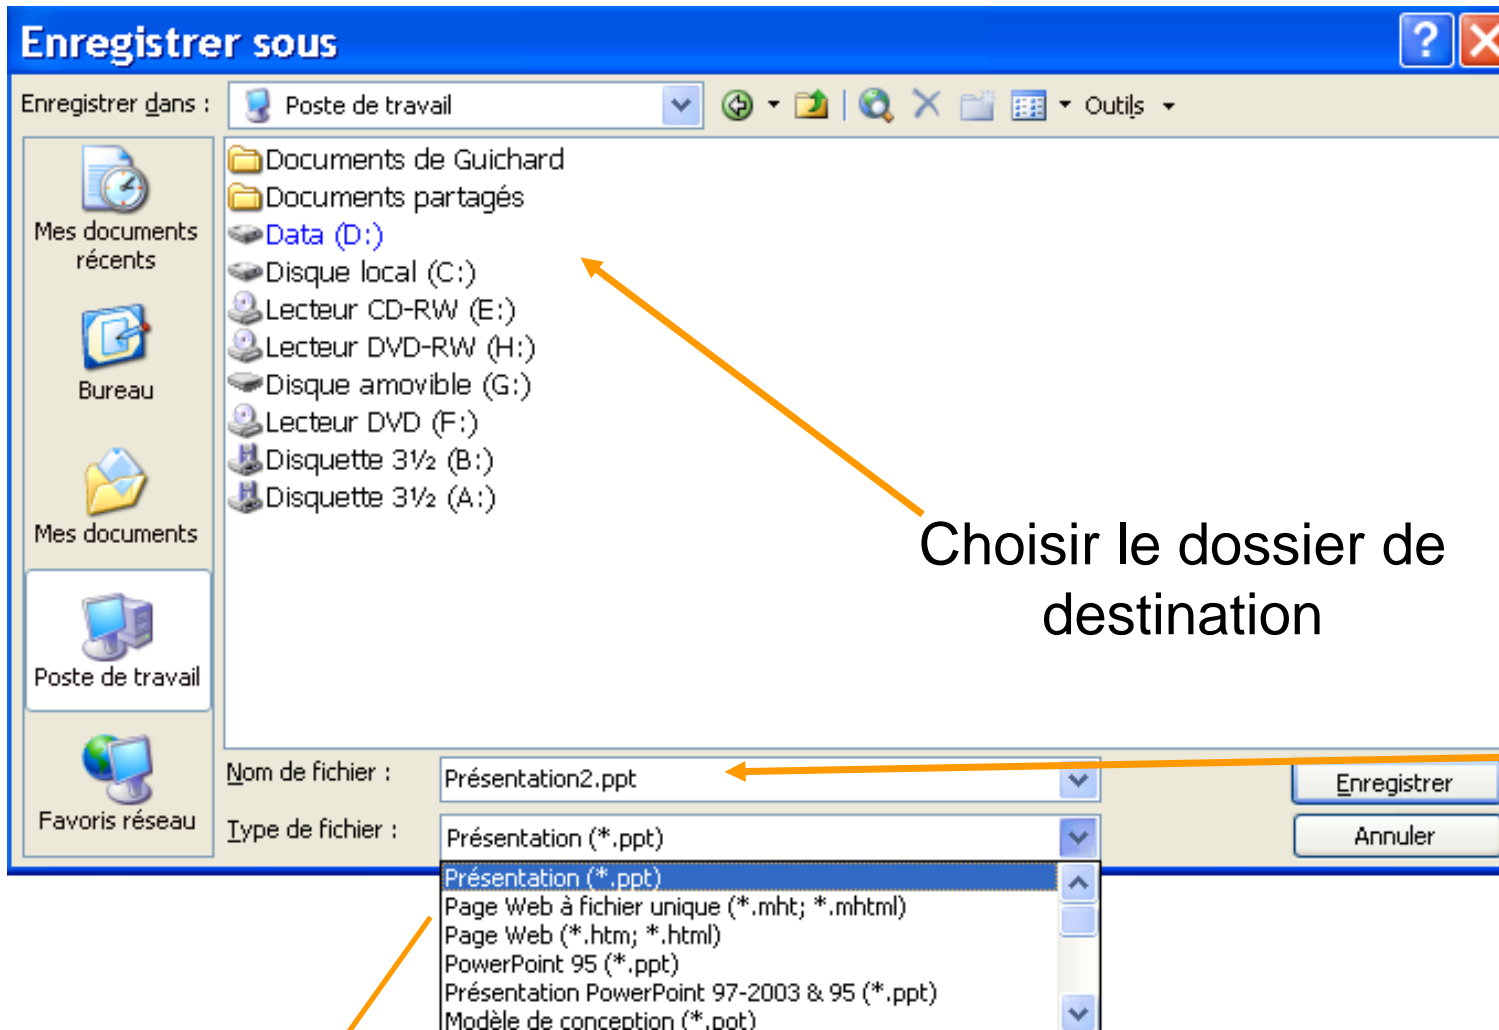 Enregistrer sous
Enregistrer dans :
Poste de travail
Outils
Mes documents
récents
Bureau
Mes documents
Poste de travail
Favoris réseau
Documents de Guichard
Documents partagés
Data (D:)
Disque local (C:)
Lecteur CD-RW (E:)
Lecteur DVD-RW (H:)
Disque amovible (G:)
Lecteur DVD (F:)
Disquette 3½ (B:)
Disquette 3½ (A:)
Choisir le dossier de
destination
Nom de fichier :
Présentation2.ppt
Enregistrer
Type de fichier :
Présentation (*.ppt)
Annuler
Présentation (*.ppt)
Page Web à fichier unique (*.mht; *.mhtml)
Page Web (*.htm; *.html)
PowerPoint 95 (*.ppt)
Présentation PowerPoint 97-2003 & 95 (*.ppt)
Modèle de conception (*.pot)